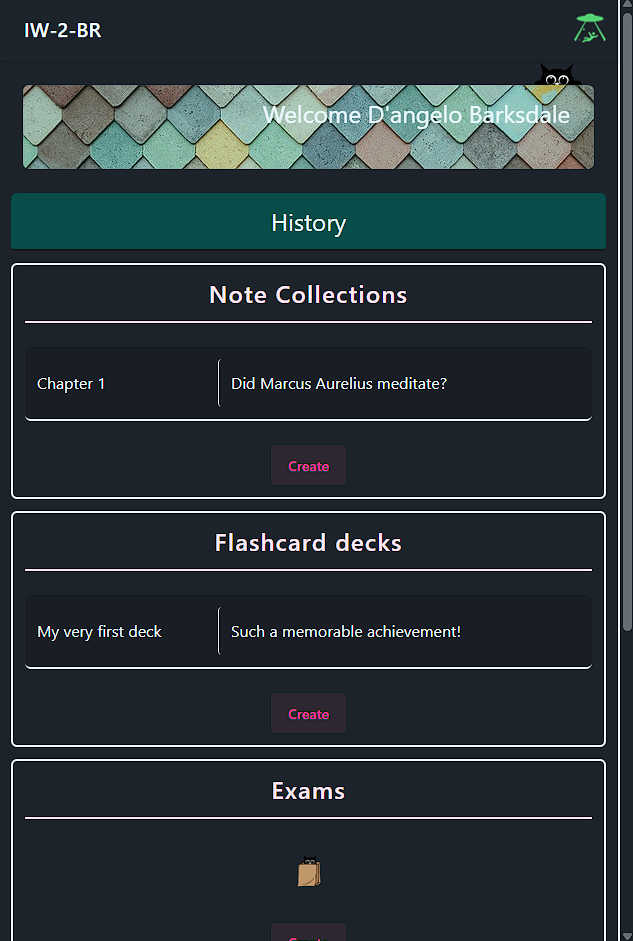 IW-2-BR
Welcome D'angelo Barksdale
History
Note Collections
Chapter 1
Did Marcus Aurelius meditate?
Create
Flashcard decks
My very first deck
Such a memorable achievement!
Create
Exams
Create